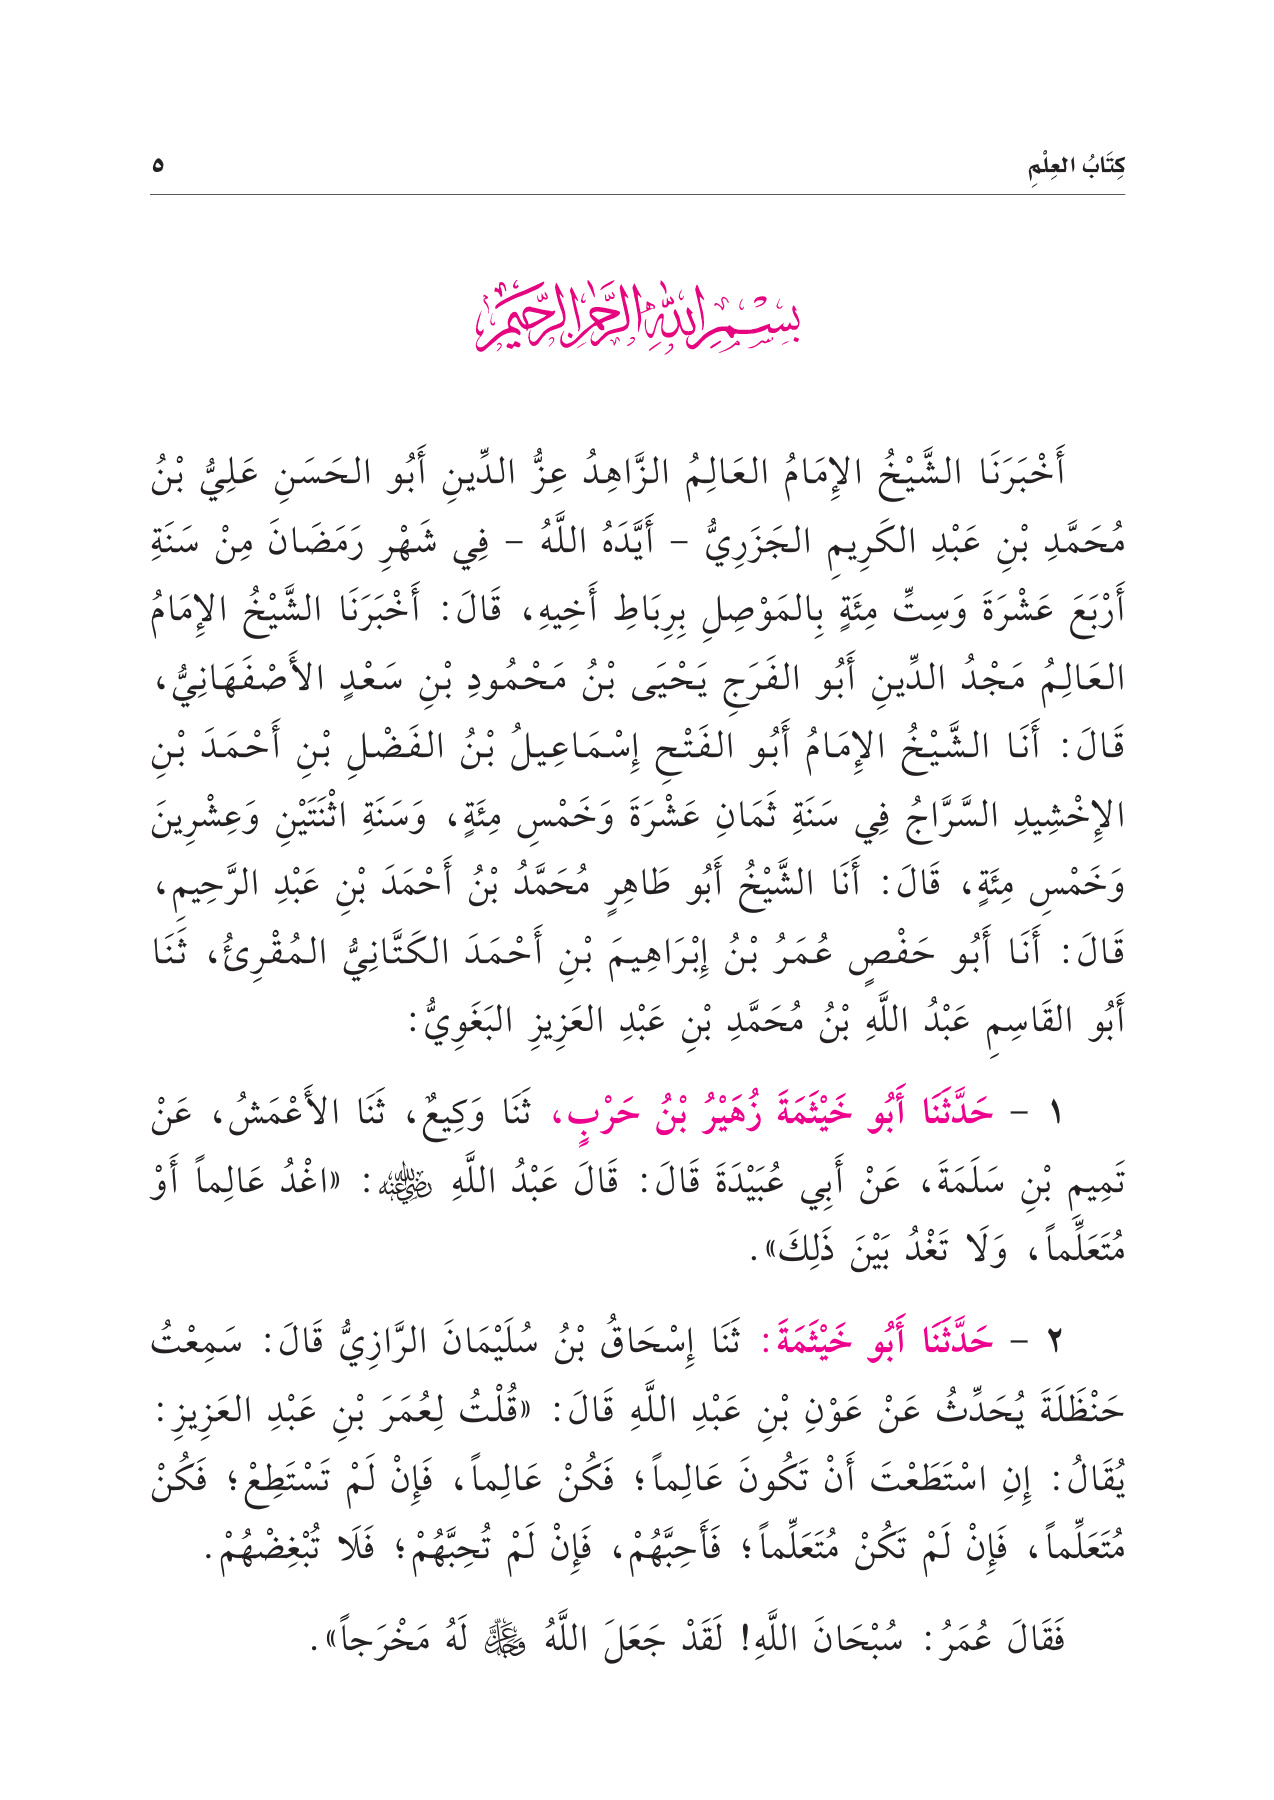 كِتَابُ العِلْمِ ٥
بِسْمِ اللَّهِ الرَّحْمَنِ الرَّحِيمِ
أَخْبَرَنَا الشَّيْخُ الإِمَامُ العَالِمُ الزَّاهِدُ عِزُّ الدِّينِ أَبُو الحَسَنِ عَلِيُّ بْنُ
مُحَمَّدِ بْنِ عَبْدِ الكَرِيمِ الجَزَرِيُّ - أَيَّدَهُ اللَّهُ - فِي شَهْرِ رَمَضَانَ مِنْ سَنَةِ
أَرْبَعَ عَشْرَةَ وَسِتِّ مِئَةٍ بِالمَوْصِلِ بِرِبَاطِ أَخِيهِ، قَالَ: أَخْبَرَنَا الشَّيْخُ الإِمَامُ
العَالِمُ مَجْدُ الدِّينِ أَبُو الفَرَجِ يَحْيَى بْنُ مَحْمُودِ بْنِ سَعْدٍ الأَصْفَهَانِيُّ،
قَالَ: أَنَا الشَّيْخُ الإِمَامُ أَبُو الفَتْحِ إِسْمَاعِيلُ بْنُ الفَضْلِ بْنِ أَحْمَدَ بْنِ
الإِخْشِيدِ السَّرَّاجُ فِي سَنَةِ ثَمَانِ عَشْرَةَ وَخَمْسِ مِئَةٍ، وَسَنَةِ اثْنَتَيْنِ وَعِشْرِينَ
وَخَمْسِ مِئَةٍ، قَالَ: أَنَا الشَّيْخُ أَبُو طَاهِرٍ مُحَمَّدُ بْنُ أَحْمَدَ بْنِ عَبْدِ الرَّحِيمِ،
قَالَ: أَنَا أَبُو حَفْصٍ عُمَرُ بْنُ إِبْرَاهِيمَ بْنِ أَحْمَدَ الكَتَّانِيُّ المُقْرِئُ، ثَنَا
أَبُو القَاسِمِ عَبْدُ اللَّهِ بْنُ مُحَمَّدِ بْنِ عَبْدِ العَزِيزِ البَغَوِيُّ:
١ - حَدَّثَنَا أَبُو خَيْثَمَةَ زُهَيْرُ بْنُ حَرْبٍ، ثَنَا وَكِيعٌ، ثَنَا الأَعْمَشُ، عَنْ
تَمِيمِ بْنِ سَلَمَةَ، عَنْ أَبِي عُبَيْدَةَ قَالَ: قَالَ عَبْدُ اللَّهِ رضي الله عنه: «اغْدُ عَالِماً أَوْ
مُتَعَلِّماً، وَلَا تَغْدُ بَيْنَ ذَلِكَ».
٢ - حَدَّثَنَا أَبُو خَيْثَمَةَ: ثَنَا إِسْحَاقُ بْنُ سُلَيْمَانَ الرَّازِيُّ قَالَ: سَمِعْتُ
حَنْظَلَةَ يُحَدِّثُ عَنْ عَوْنِ بْنِ عَبْدِ اللَّهِ قَالَ: «قُلْتُ لِعُمَرَ بْنِ عَبْدِ العَزِيزِ:
يُقَالُ: إِنِ اسْتَطَعْتَ أَنْ تَكُونَ عَالِماً؛ فَكُنْ عَالِماً، فَإِنْ لَمْ تَسْتَطِعْ؛ فَكُنْ
مُتَعَلِّماً، فَإِنْ لَمْ تَكُنْ مُتَعَلِّماً؛ فَأَحِبَّهُمْ، فَإِنْ لَمْ تُحِبَّهُمْ؛ فَلَا تُبْغِضْهُمْ.
فَقَالَ عُمَرُ: سُبْحَانَ اللَّهِ! لَقَدْ جَعَلَ اللَّهُ عز وجل لَهُ مَخْرَجاً».